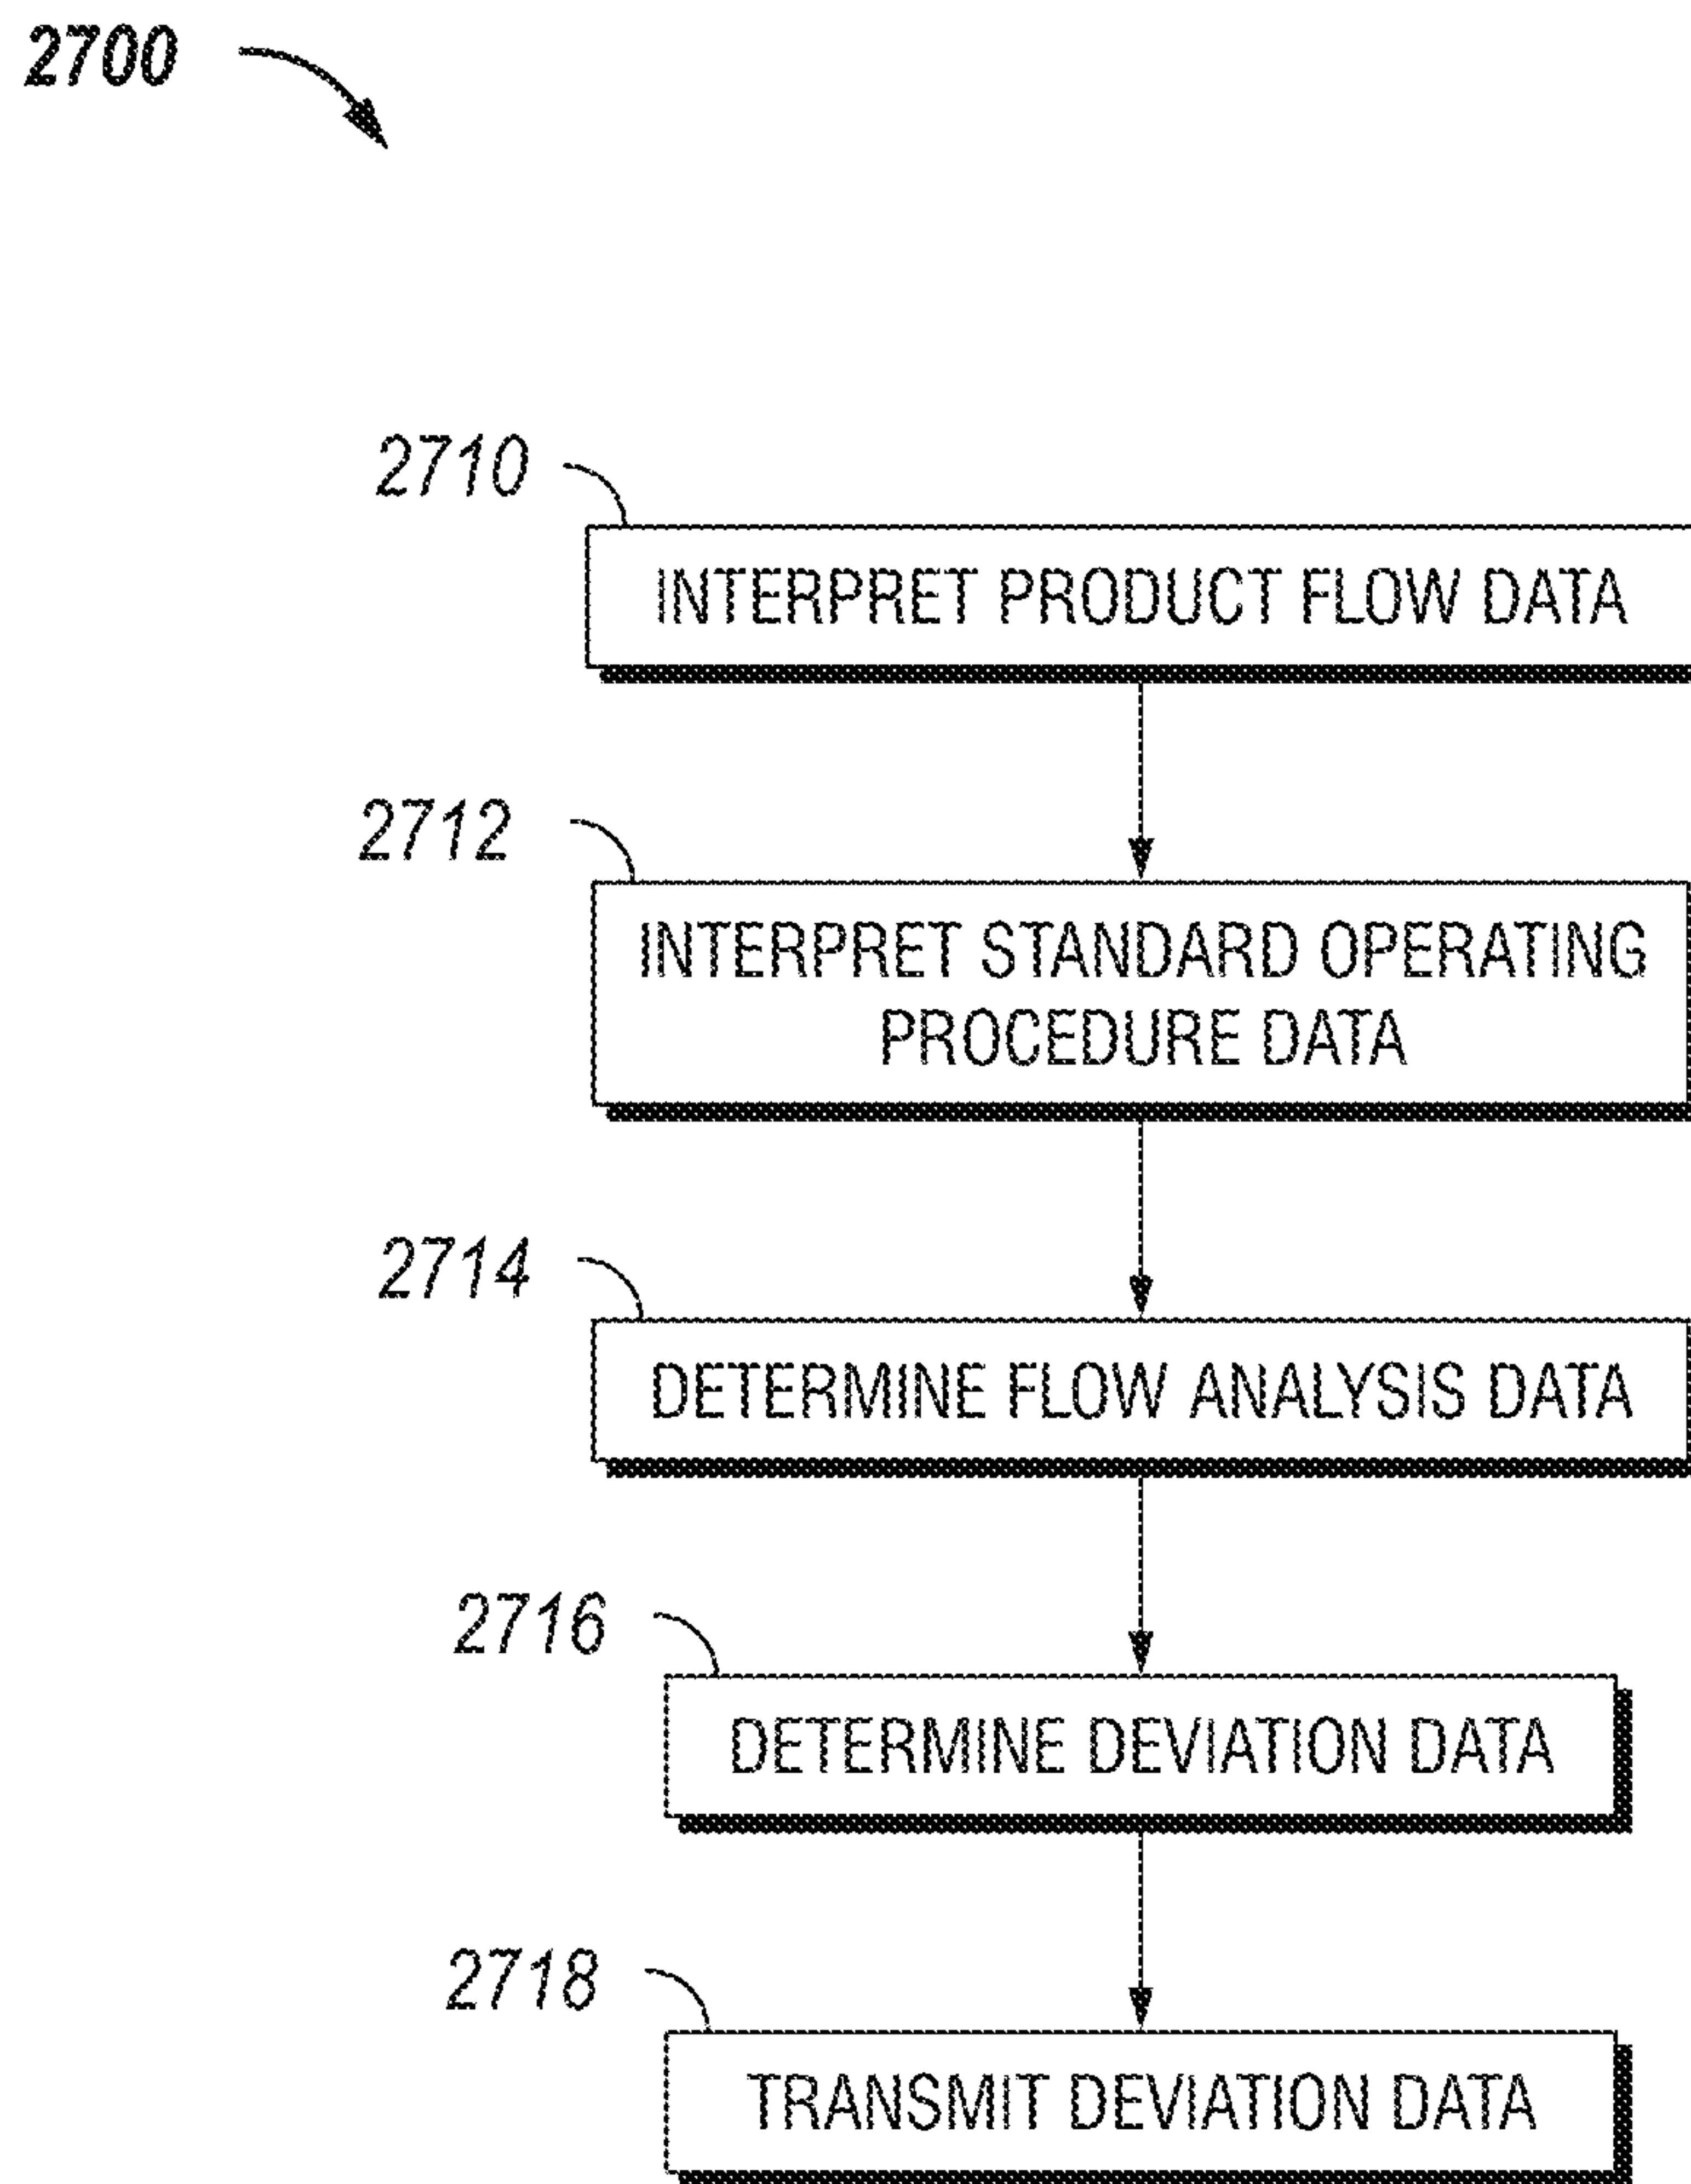 2700
2710
INTERPRET PRODUCT FLOW DATA
2712
INTERPRET STANDARD OPERATING
PROCEDURE DATA
2714
DETERMINE FLOW ANALYSIS DATA
2716
DETERMINE DEVIATION DATA
2718
TRANSMIT DEVIATION DATA